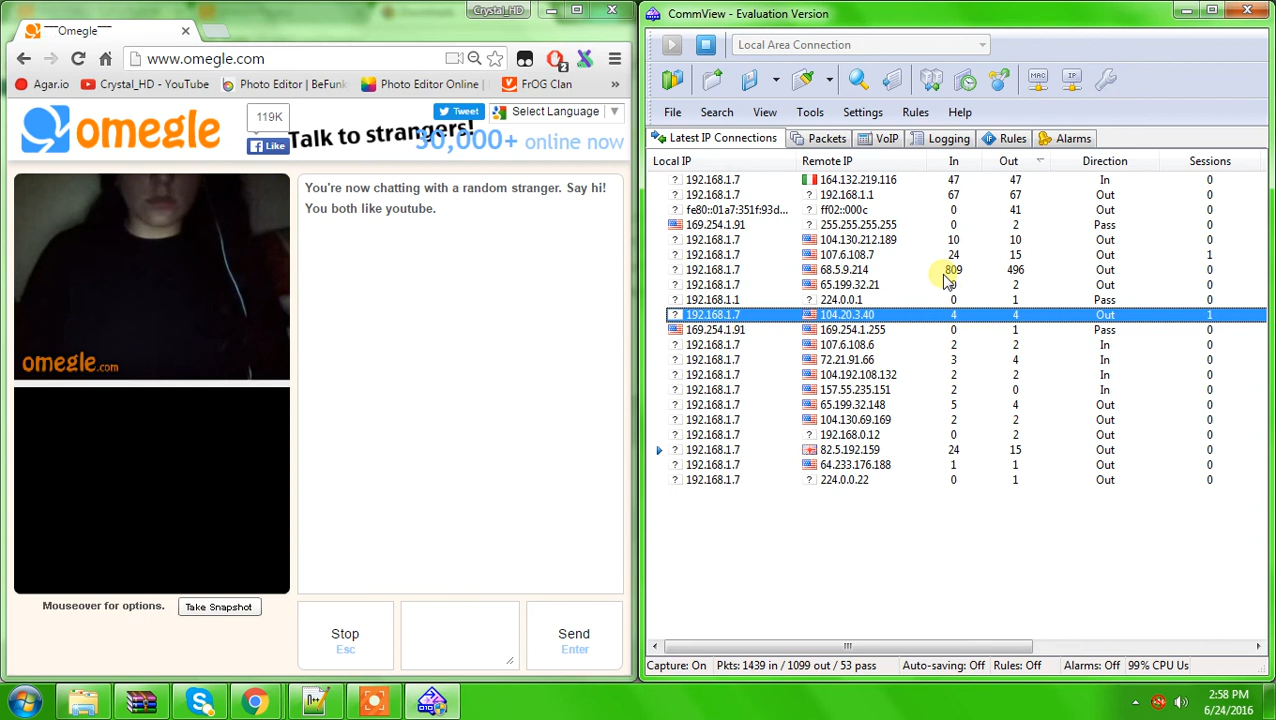 Crystal_HD
Omegle
www.omegle.com
2
Agar.io
Crystal_HD - YouTube
Photo Editor | BeFunk
Photo Editor Online |
FrOG Clan
»
omegle
119K
Like
Talk to strangers!
Tweet
Select Language
30,000+ online now
omegle.com
You're now chatting with a random stranger. Say hi!
You both like youtube.
Mouseover for options.
Take Snapshot
Stop
Esc
Send
Enter
CommView - Evaluation Version
Local Area Connection
MAC
IP
File Search View Tools Settings Rules Help
Latest IP Connections Packets VoIP Logging Rules Alarms
Local IP Remote IP In Out Direction Sessions
? 192.168.1.7 164.132.219.116 47 47 In 0
? 192.168.1.7 ? 192.168.1.1 67 67 Out 0
? fe80::01a7:351f:93d... ? ff02::000c 0 41 Out 0
169.254.1.91 ? 255.255.255.255 0 2 Pass 0
? 192.168.1.7 104.130.212.189 10 10 Out 0
? 192.168.1.7 107.6.108.7 24 15 Out 1
? 192.168.1.7 68.5.9.214 809 496 Out 0
? 192.168.1.7 65.199.32.21 2 Out 0
? 192.168.1.1 ? 224.0.0.1 0 1 Pass 0
? 192.168.1.7 104.20.3.40 4 4 Out 1
169.254.1.91 169.254.1.255 0 1 Pass 0
? 192.168.1.7 107.6.108.6 2 2 In 0
? 192.168.1.7 72.21.91.66 3 4 In 0
? 192.168.1.7 104.192.108.132 2 2 In 0
? 192.168.1.7 157.55.235.151 2 0 In 0
? 192.168.1.7 65.199.32.148 5 4 Out 0
? 192.168.1.7 104.130.69.169 2 2 Out 0
? 192.168.1.7 ? 192.168.0.12 0 2 Out 0
? 192.168.1.7 82.5.192.159 24 15 Out 0
? 192.168.1.7 64.233.176.188 1 1 Out 0
? 192.168.1.7 ? 224.0.0.22 0 1 Out 0
Capture: On Pkts: 1439 in / 1099 out / 53 pass Auto-saving: Off Rules: Off Alarms: Off 99% CPU Us
2:58 PM
6/24/2016